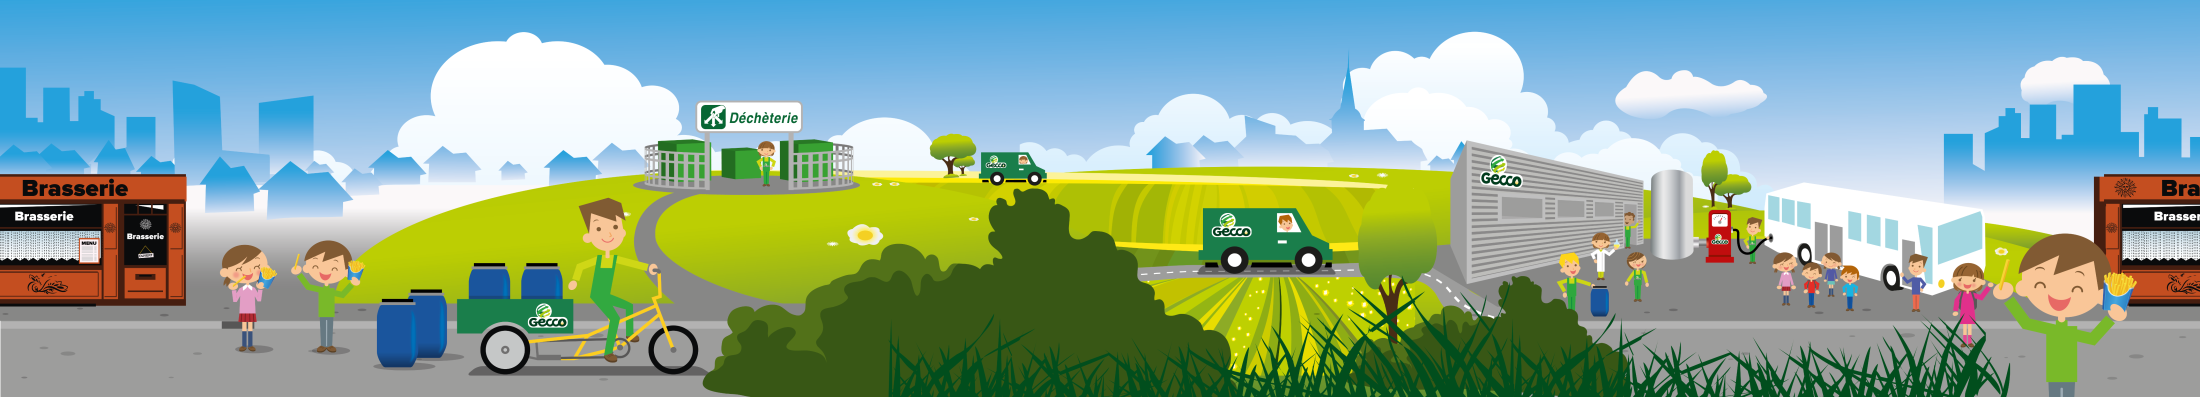 Brasserie
Brasserie
MENU
Brasserie
Déchèterie
GECCO
GECCO
GECCO
GECCO
GECCO
Bra
Brasser